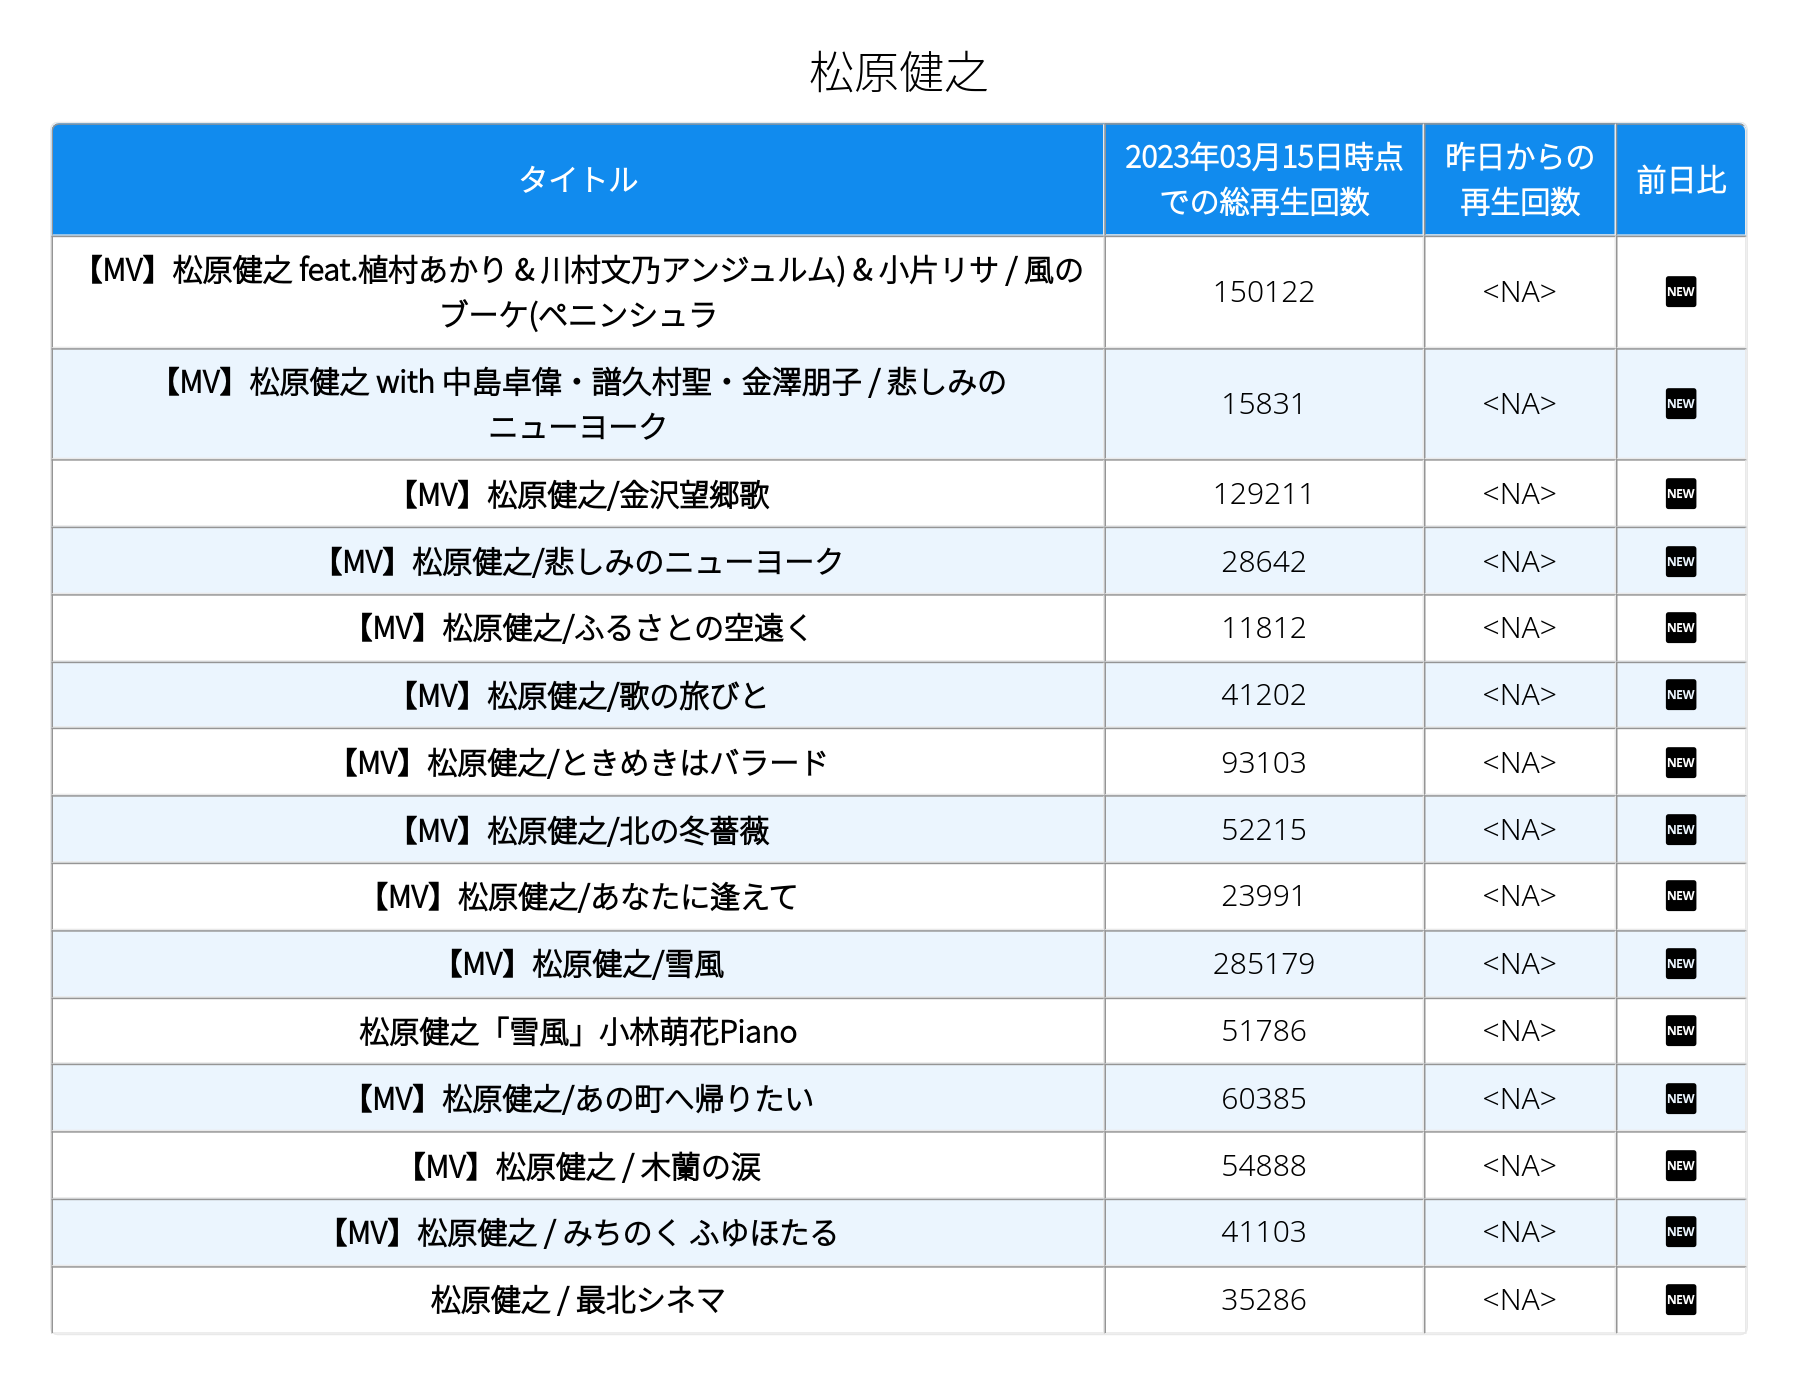 松原健之
タイトル
2023年03月15日時点
での総再生回数
昨日からの
再生回数
前日比
【MV】松原健之 feat.植村あかり & 川村文乃アンジュルム) & 小片リサ / 風の
ブーケ(ペニンシュラ
150122
<NA>
NEW
【MV】松原健之 with 中島卓偉・譜久村聖・金澤朋子 / 悲しみの
ニューヨーク
15831
<NA>
NEW
【MV】松原健之/金沢望郷歌
129211
<NA>
NEW
【MV】松原健之/悲しみのニューヨーク
28642
<NA>
NEW
【MV】松原健之/ふるさとの空遠く
11812
<NA>
NEW
【MV】松原健之/歌の旅びと
41202
<NA>
NEW
【MV】松原健之/ときめきはバラード
93103
<NA>
NEW
【MV】松原健之/北の冬薔薇
52215
<NA>
NEW
【MV】松原健之/あなたに逢えて
23991
<NA>
NEW
【MV】松原健之/雪風
285179
<NA>
NEW
松原健之「雪風」小林萌花Piano
51786
<NA>
NEW
【MV】松原健之/あの町へ帰りたい
60385
<NA>
NEW
【MV】松原健之 / 木蘭の涙
54888
<NA>
NEW
【MV】松原健之 / みちのく ふゆほたる
41103
<NA>
NEW
松原健之 / 最北シネマ
35286
<NA>
NEW